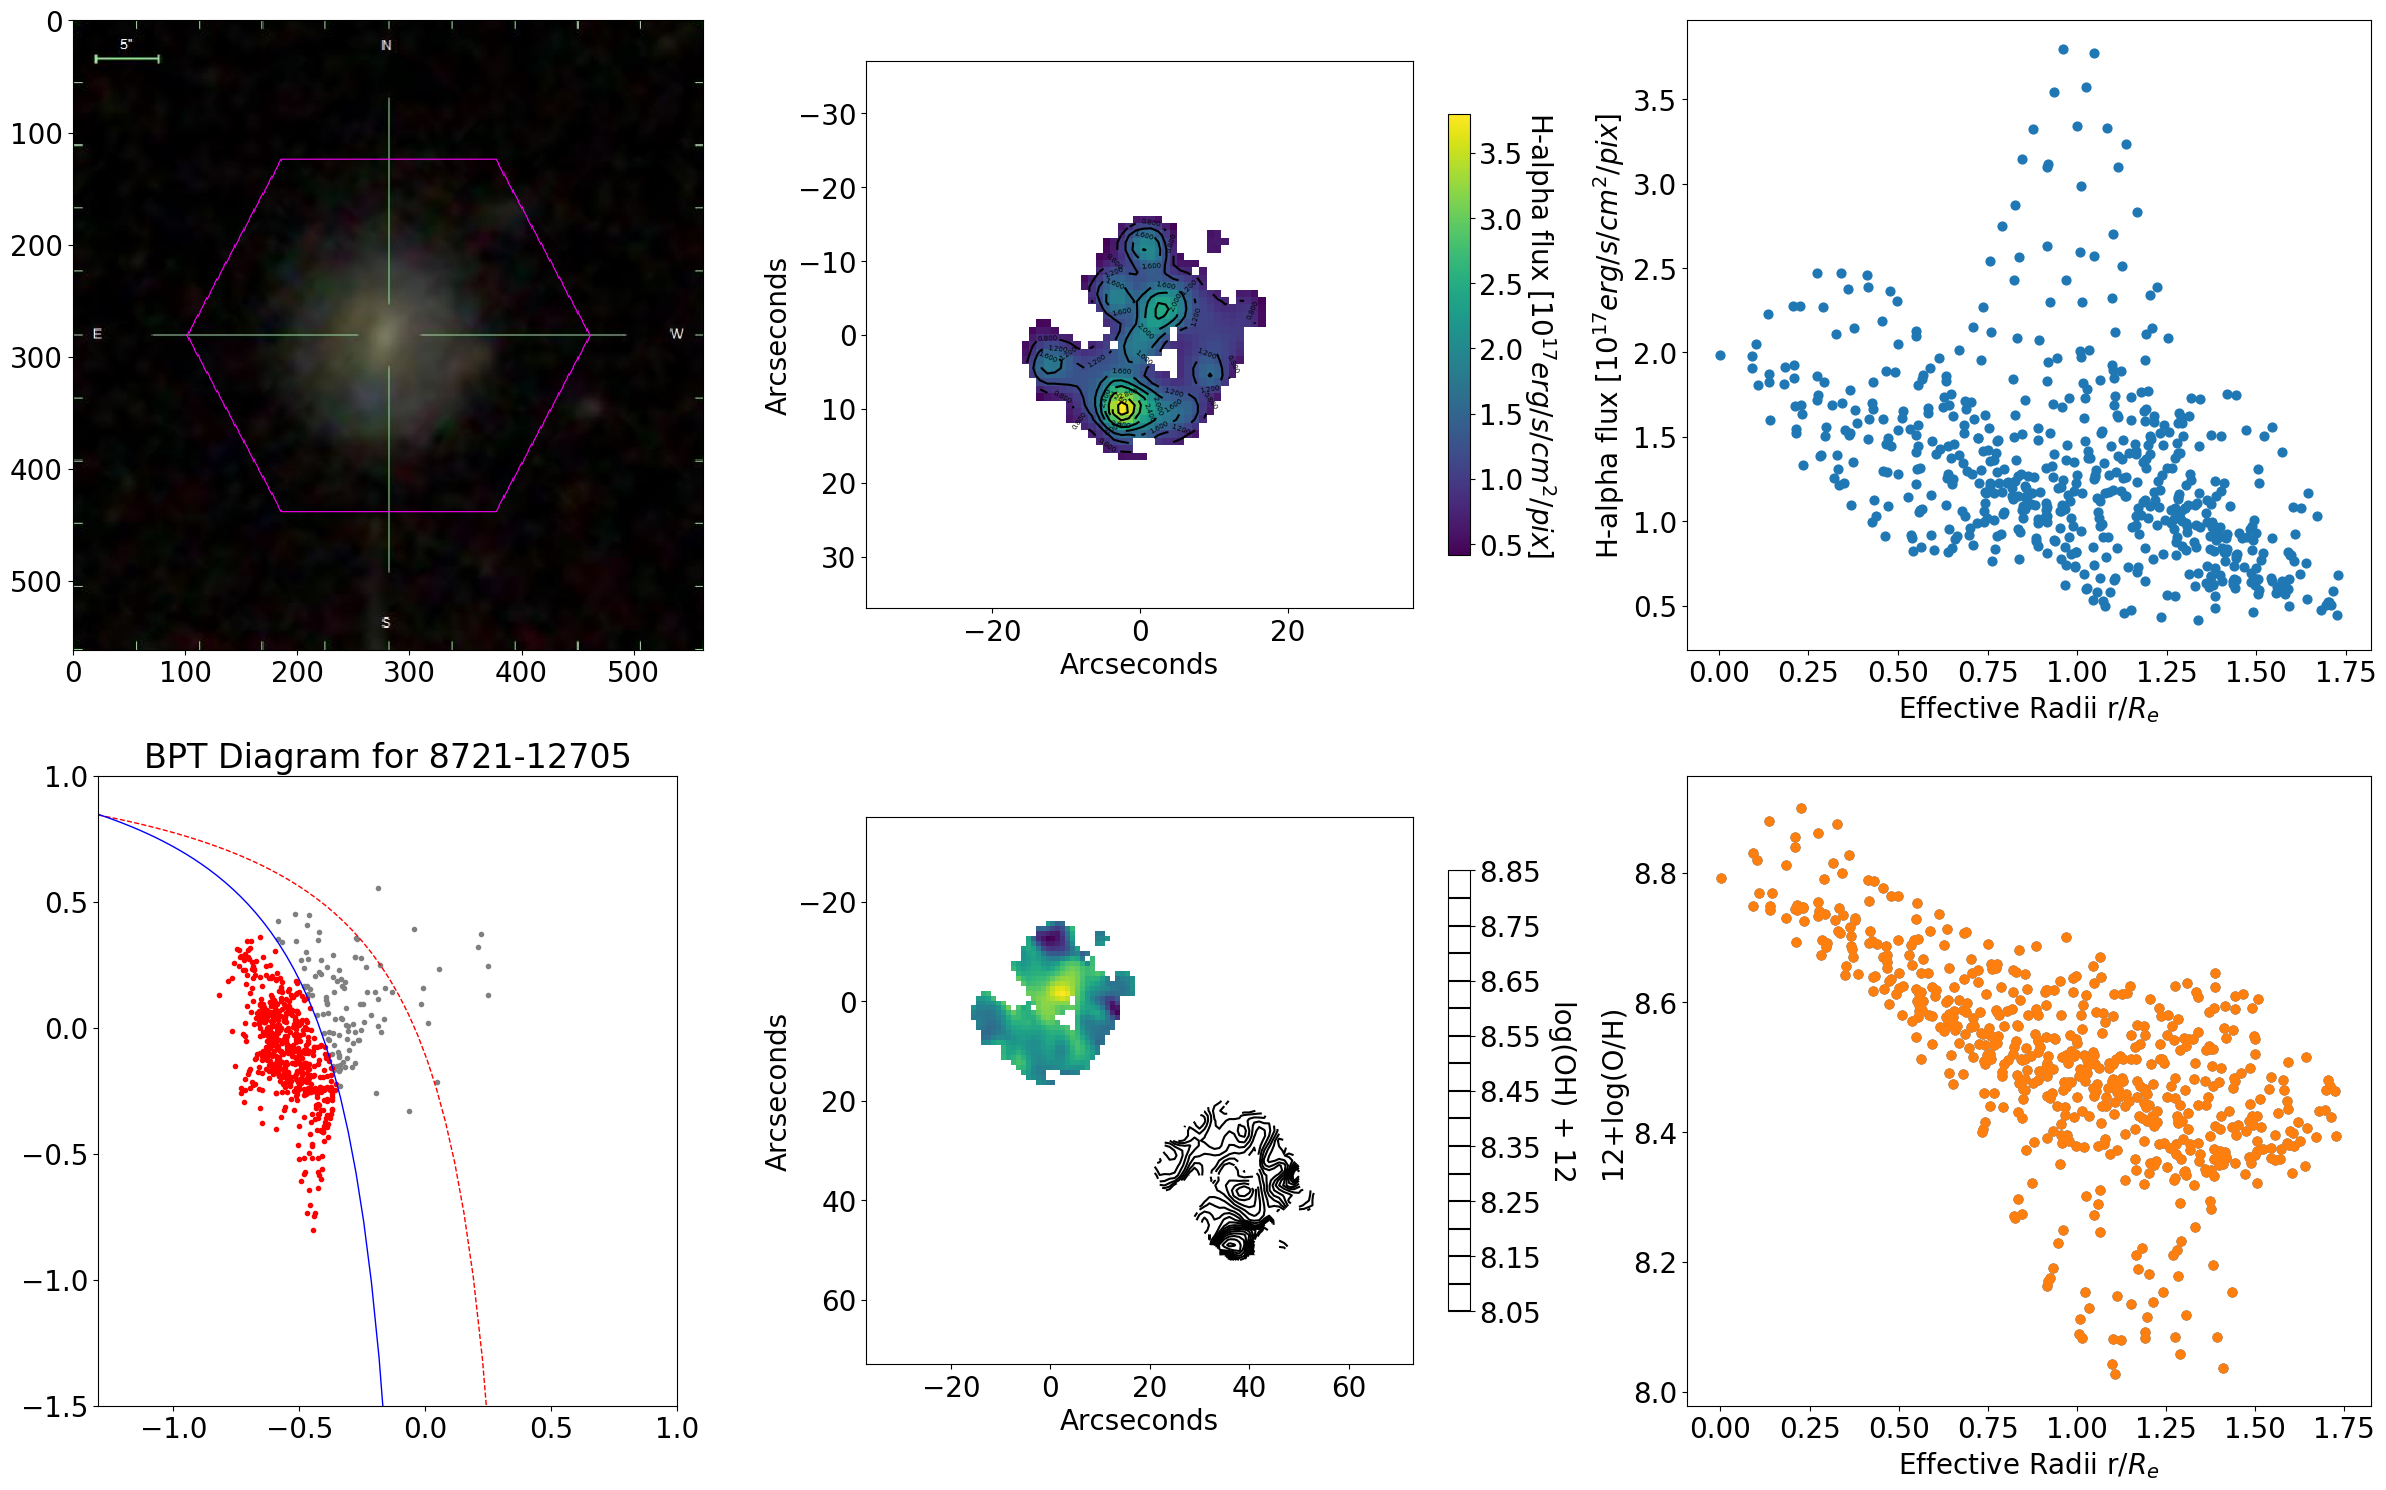 0
100
200
300
400
500
0 100 200 300 400 500
5"
N
E
W
S
Arcseconds
−30
−20
−10
0
10
20
30
−20 0 20
Arcseconds
3.5
3.0
2.5
2.0
1.5
1.0
0.5
H-alpha flux [10^17 erg/s/cm^2/pix]
H-alpha flux [10^17 erg/s/cm^2/pix]
3.5
3.0
2.5
2.0
1.5
1.0
0.5
0.00 0.25 0.50 0.75 1.00 1.25 1.50 1.75
Effective Radii r/R_e
BPT Diagram for 8721-12705
1.0
0.5
0.0
−0.5
−1.0
−1.5
−1.0 −0.5 0.0 0.5 1.0
Arcseconds
−20
0
20
40
60
−20 0 20 40 60
Arcseconds
8.85
8.75
8.65
8.55
8.45
8.35
8.25
8.15
8.05
log(OH) + 12
12+log(O/H)
8.8
8.6
8.4
8.2
8.0
0.00 0.25 0.50 0.75 1.00 1.25 1.50 1.75
Effective Radii r/R_e